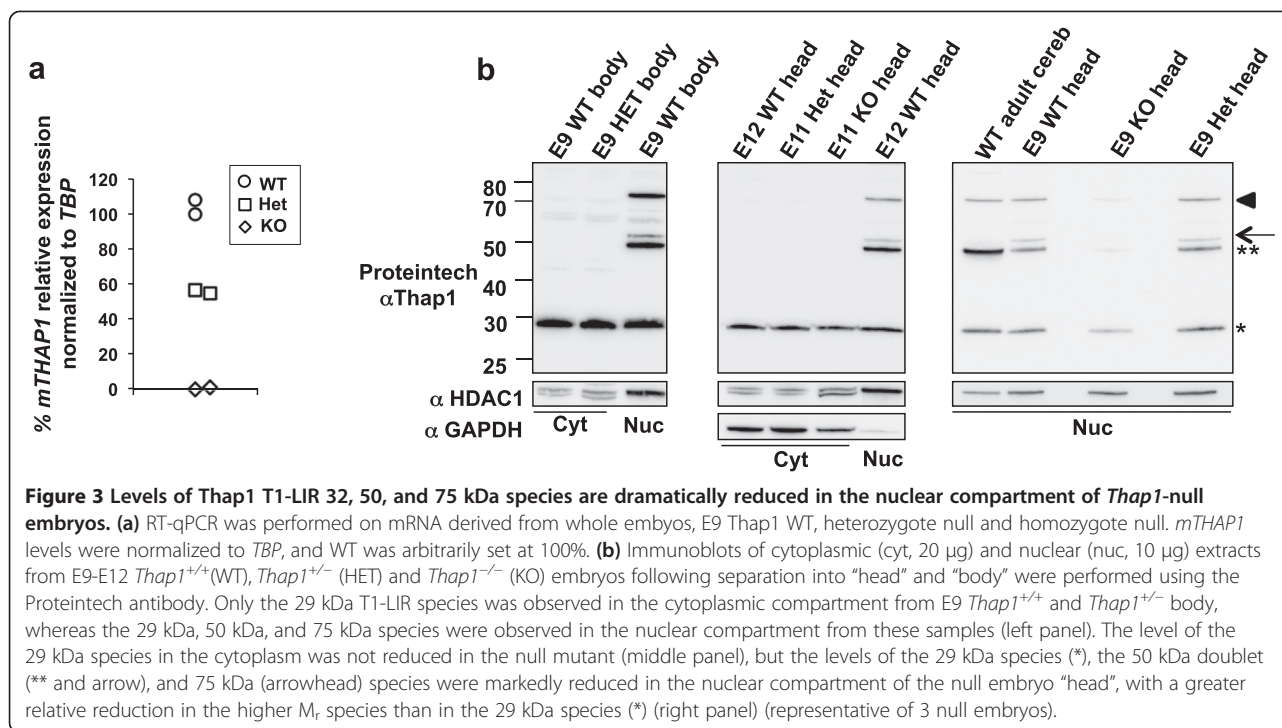 a
% mTHAP1 relative expression
normalized to TBP
120
100
80
60
40
20
0
WT
Het
KO
b
E9 WT body
E9 HET body
E9 WT body
E12 WT head
E11 Het head
E11 KO head
E12 WT head
WT adult cereb
E9 WT head
E9 KO head
E9 Het head
Proteintech
αThap1
80
70
50
40
30
25
**
*
α HDAC1
α GAPDH
Cyt
Nuc
Cyt
Nuc
Nuc
Figure 3 Levels of Thap1 T1-LIR 32, 50, and 75 kDa species are dramatically reduced in the nuclear compartment of Thap1-null
embryos. (a) RT-qPCR was performed on mRNA derived from whole embyos, E9 Thap1 WT, heterozygote null and homozygote null. mTHAP1
levels were normalized to TBP, and WT was arbitrarily set at 100%. (b) Immunoblots of cytoplasmic (cyt, 20 μg) and nuclear (nuc, 10 μg) extracts
from E9-E12 Thap1+/+(WT), Thap1+/− (HET) and Thap1−/− (KO) embryos following separation into “head” and “body” were performed using the
Proteintech antibody. Only the 29 kDa T1-LIR species was observed in the cytoplasmic compartment from E9 Thap1+/+ and Thap1+/− body,
whereas the 29 kDa, 50 kDa, and 75 kDa species were observed in the nuclear compartment from these samples (left panel). The level of the
29 kDa species in the cytoplasm was not reduced in the null mutant (middle panel), but the levels of the 29 kDa species (*), the 50 kDa doublet
(** and arrow), and 75 kDa (arrowhead) species were markedly reduced in the nuclear compartment of the null embryo “head”, with a greater
relative reduction in the higher Mr species than in the 29 kDa species (*) (right panel) (representative of 3 null embryos).